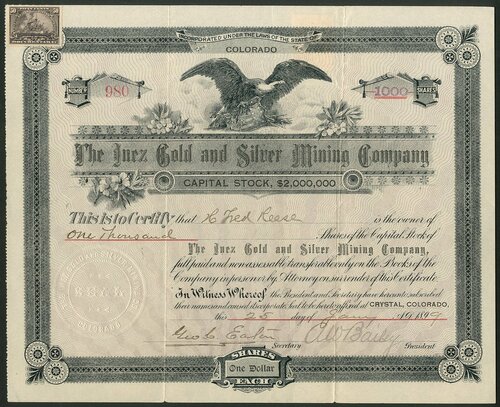 INCORPORATED UNDER THE LAWS OF THE STATE OF
COLORADO
NUMBER
980
1000
SHARES
The Inez Gold and Silver Mining Company
CAPITAL STOCK, $2,000,000
This Is to Certify that Fred Reese is the owner of
One Thousand Shares of the Capital Stock of
The Inez Gold and Silver Mining Company,
full paid and non-assessable transferable only on the Books of the
Company in person or by Attorney on surrender of this Certificate.
In Witness Whereof the President and Secretary have hereunto subscribed
their names and caused the corporate Seal to be hereto affixed at CRYSTAL, COLORADO,
this 25 day of 1899
Secretary
President
SHARES
One Dollar
EACH
COLORADO